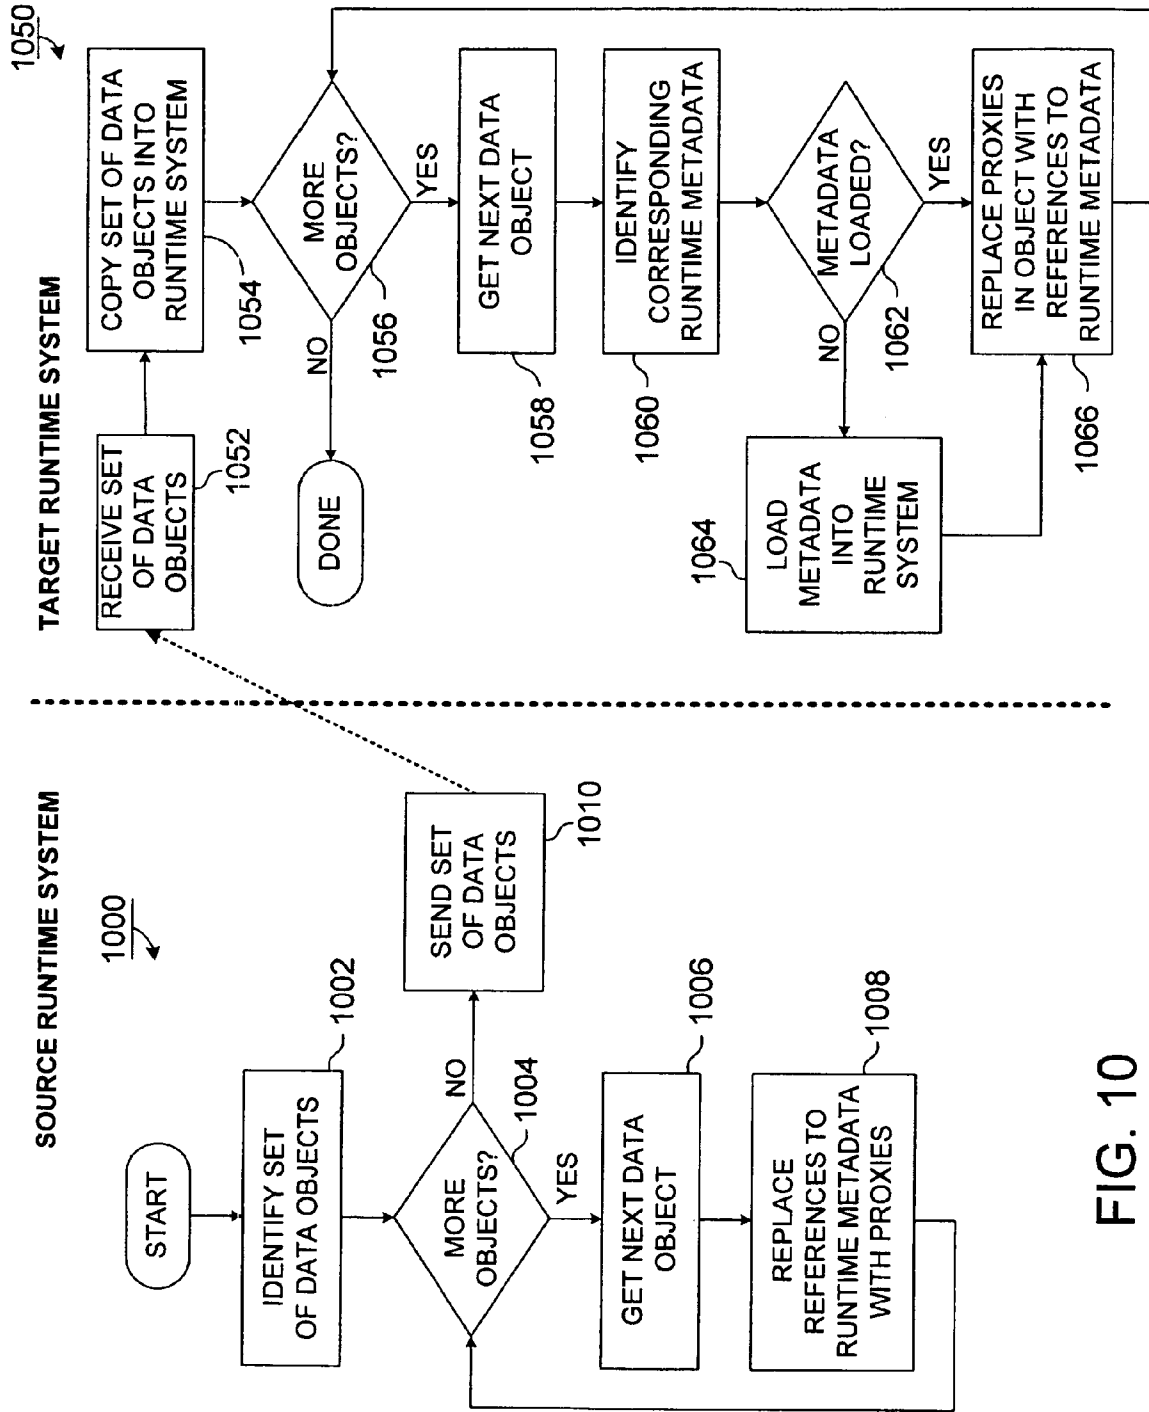 SOURCE RUNTIME SYSTEM
1000
START
IDENTIFY SET
OF DATA OBJECTS
1002
MORE
OBJECTS?
1004
NO
YES
SEND SET
OF DATA
OBJECTS
1010
GET NEXT DATA
OBJECT
1006
REPLACE
REFERENCES TO
RUNTIME METADATA
WITH PROXIES
1008
TARGET RUNTIME SYSTEM
1050
RECEIVE SET
OF DATA
OBJECTS
1052
COPY SET OF DATA
OBJECTS INTO
RUNTIME SYSTEM
1054
MORE
OBJECTS?
1056
NO
YES
DONE
GET NEXT DATA
OBJECT
1058
IDENTIFY
CORRESPONDING
RUNTIME METADATA
1060
METADATA
LOADED?
1062
NO
YES
1064
LOAD
METADATA
INTO
RUNTIME
SYSTEM
REPLACE PROXIES
IN OBJECT WITH
REFERENCES TO
RUNTIME METADATA
1066
FIG. 10